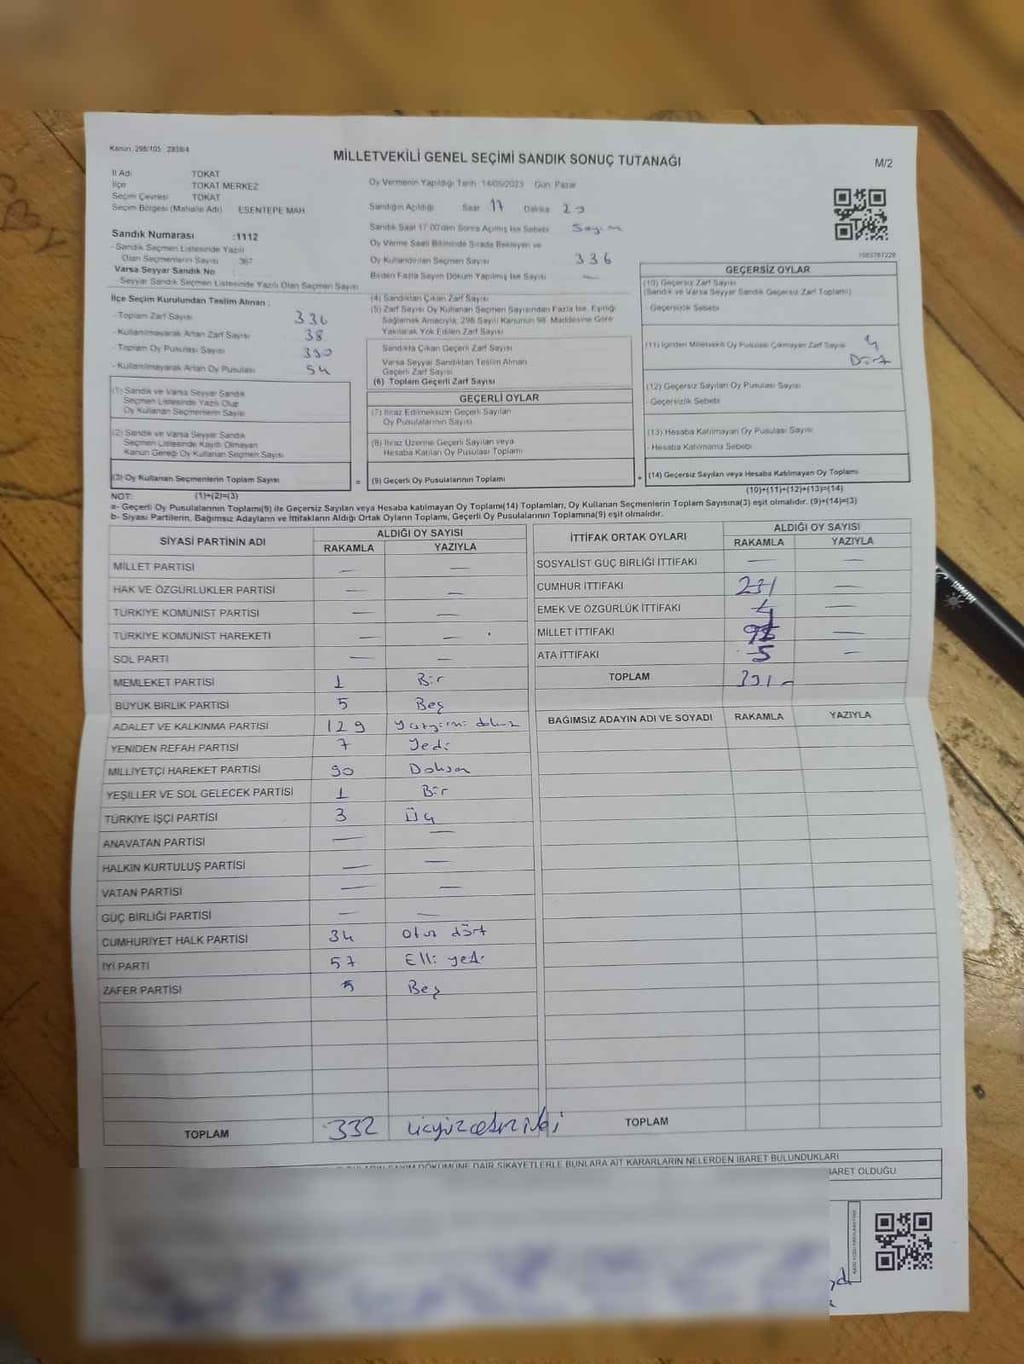 Kanun: 298/105 2839/4
MİLLETVEKİLİ GENEL SEÇİMİ SANDIK SONUÇ TUTANAĞI
M/2
İl Adı TOKAT
İlçe TOKAT MERKEZ
Seçim Çevresi TOKAT
Seçim Bölgesi (Mahalle Adı) ESENTEPE MAH
Sandık Numarası :1112
- Sandık Seçmen Listesinde Yazılı
Olan Seçmenlerin Sayısı 367
Varsa Seyyar Sandık No
Seyyar Sandık Seçmen Listesinde Yazılı Olan Seçmen Sayısı
Oy Vermenin Yapıldığı Tarih 14/05/2023 Gün Pazar
Sandığın Açıldığı Saat 17 Dakika 20
Sandık Saat 17:00'den Sonra Açılmış İse Sebebi Sayım
Oy Verme Saati Bitiminde Sırada Bekleyen ve
Oy Kullandırılan Seçmen Sayısı 336
Birden Fazla Sayım Döküm Yapılmış İse Sayısı —
İlçe Seçim Kurulundan Teslim Alınan :
- Toplam Zarf Sayısı
- Kullanılmayarak Artan Zarf Sayısı 38
- Toplam Oy Pusulası Sayısı
- Kullanılmayarak Artan Oy Pusulası 54
(1) Sandık ve Varsa Seyyar Sandık
Seçmen Listesinde Yazılı Olup
Oy Kullanan Seçmenlerin Sayısı
(2) Sandık ve Varsa Seyyar Sandık
Seçmen Listesinde Kayıtlı Olmayan
Kanun Gereği Oy Kullanan Seçmen Sayısı
(3) Oy Kullanan Seçmenlerin Toplam Sayısı
(4) Sandıktan Çıkan Zarf Sayısı
(5) Zarf Sayısı Oy Kullanan Seçmen Sayısından Fazla İse, Eşitliği
Sağlamak Amacıyla, 298 Sayılı Kanunun 98. Maddesine Göre
Yakılarak Yok Edilen Zarf Sayısı
Sandıkta Çıkan Geçerli Zarf Sayısı
Varsa Seyyar Sandıktan Teslim Alınan
Geçerli Zarf Sayısı
(6) Toplam Geçerli Zarf Sayısı
GEÇERLİ OYLAR
(7) İtiraz Edilmeksizin Geçerli Sayılan
Oy Pusulalarının Sayısı
(8) İtiraz Üzerine Geçerli Sayılan veya
Hesaba Katılan Oy Pusulası Toplamı
= (9) Geçerli Oy Pusulalarının Toplamı
GEÇERSİZ OYLAR
(10) Geçersiz Zarf Sayısı
(Sandık ve Varsa Seyyar Sandık Geçersiz Zarf Toplamı)
- Geçersizlik Sebebi
(11) İçinden Milletvekili Oy Pusulası Çıkmayan Zarf Sayısı 4
Dört
(12) Geçersiz Sayılan Oy Pusulası Sayısı
- Geçersizlik Sebebi
(13) Hesaba Katılmayan Oy Pusulası Sayısı
- Hesaba Katılmama Sebebi
+ (14) Geçersiz Sayılan veya Hesaba Katılmayan Oy Toplamı
NOT: (1)+(2)=(3) (10)+(11)+(12)+(13)=(14)
a- Geçerli Oy Pusulalarının Toplamı(9) ile Geçersiz Sayılan veya Hesaba katılmayan Oy Toplamı(14) Toplamları, Oy Kullanan Seçmenlerin Toplam Sayısına(3) eşit olmalıdır. (9)+(14)=(3)
b- Siyasi Partilerin, Bağımsız Adayların ve İttifakların Aldığı Ortak Oyların Toplamı, Geçerli Oy Pusulalarının Toplamına(9) eşit olmalıdır.
SİYASİ PARTİNİN ADI ALDIĞI OY SAYISI
RAKAMLA YAZIYLA
MİLLET PARTİSİ — —
HAK VE ÖZGÜRLÜKLER PARTİSİ — —
TÜRKİYE KOMÜNİST PARTİSİ — —
TÜRKİYE KOMÜNİST HAREKETİ — —
SOL PARTİ — —
MEMLEKET PARTİSİ 1 Bir
BÜYÜK BİRLİK PARTİSİ 5 Beş
ADALET VE KALKINMA PARTİSİ 129
YENİDEN REFAH PARTİSİ 7 Yedi
MİLLİYETÇİ HAREKET PARTİSİ 90 Doksan
YEŞİLLER VE SOL GELECEK PARTİSİ 1 Bir
TÜRKİYE İŞÇİ PARTİSİ 3 Üç
ANAVATAN PARTİSİ — —
HALKIN KURTULUŞ PARTİSİ — —
VATAN PARTİSİ — —
GÜÇ BİRLİĞİ PARTİSİ — —
CUMHURİYET HALK PARTİSİ 34 Otuz dört
İYİ PARTİ 57 Elli yedi
ZAFER PARTİSİ 5 Beş
TOPLAM 332
İTTİFAK ORTAK OYLARI ALDIĞI OY SAYISI
RAKAMLA YAZIYLA
SOSYALİST GÜÇ BİRLİĞİ İTTİFAKI — —
CUMHUR İTTİFAKI 231 —
EMEK VE ÖZGÜRLÜK İTTİFAKI 4 —
MİLLET İTTİFAKI —
ATA İTTİFAKI 5 —
TOPLAM 331 -
BAĞIMSIZ ADAYIN ADI VE SOYADI RAKAMLA YAZIYLA
TOPLAM
DÖKÜMÜNE DAİR ŞİKAYETLERLE BUNLARA AİT KARARLARIN NELERDEN İBARET BULUNDUKLARI
İBARET OLDUĞU